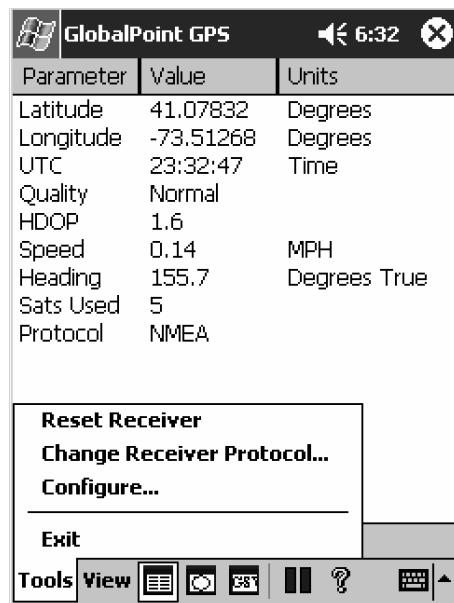 GlobalPoint GPS 6:32
Parameter Value Units
Latitude 41.07832 Degrees
Longitude -73.51268 Degrees
UTC 23:32:47 Time
Quality Normal
HDOP 1.6
Speed 0.14 MPH
Heading 155.7 Degrees True
Sats Used 5
Protocol NMEA
Reset Receiver
Change Receiver Protocol...
Configure...
Exit
Tools View